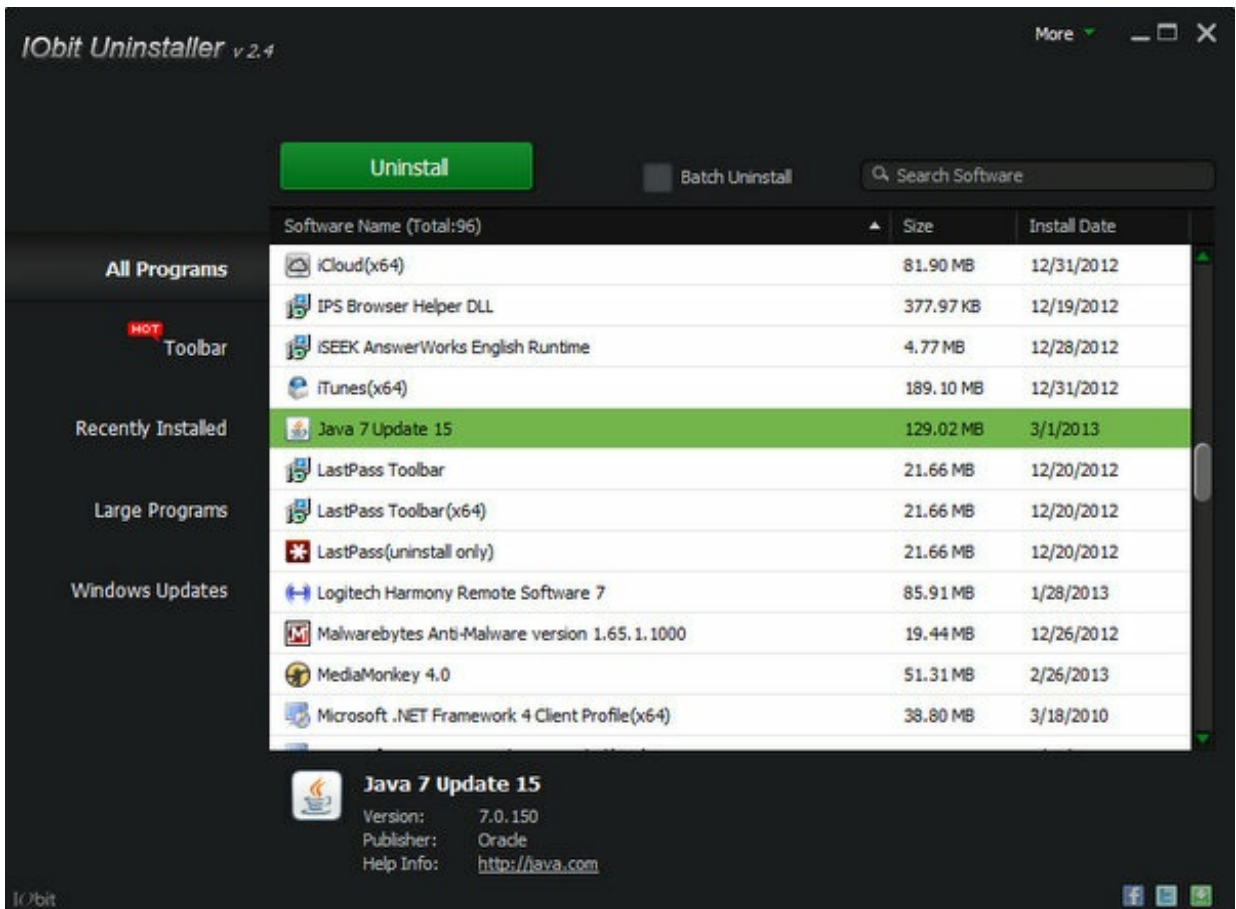 IObit Uninstaller v 2.4
More
Uninstall
Batch Uninstall
Search Software
Software Name (Total:96) Size Install Date
All Programs
HOT
Toolbar
Recently Installed
Large Programs
Windows Updates
iCloud(x64) 81.90 MB 12/31/2012
IPS Browser Helper DLL 377.97 KB 12/19/2012
iSEEK AnswerWorks English Runtime 4.77 MB 12/28/2012
iTunes(x64) 189.10 MB 12/31/2012
Java 7 Update 15 129.02 MB 3/1/2013
LastPass Toolbar 21.66 MB 12/20/2012
LastPass Toolbar(x64) 21.66 MB 12/20/2012
LastPass(uninstall only) 21.66 MB 12/20/2012
Logitech Harmony Remote Software 7 85.91 MB 1/28/2013
Malwarebytes Anti-Malware version 1.65.1.1000 19.44 MB 12/26/2012
MediaMonkey 4.0 51.31 MB 2/26/2013
Microsoft .NET Framework 4 Client Profile(x64) 38.80 MB 3/18/2010
Java 7 Update 15
Version: 7.0.150
Publisher: Oracle
Help Info: http://java.com
IObit